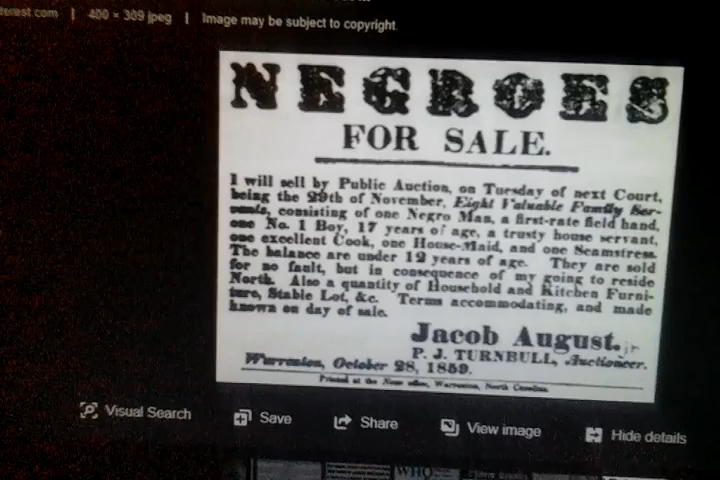 erest.com | 400 × 309 jpeg | Image may be subject to copyright.
NEGROES
FOR SALE.
I will sell by Public Auction, on Tuesday of next Court,
being the 29th of November, Eight Valuable Family Ser-
vants, consisting of one Negro Man, a first-rate field hand,
one No. 1 Boy, 17 years of age, a trusty house servant,
one excellent Cook, one House-Maid, and one Seamstress.
The balance are under 12 years of age. They are sold
for no fault, but in consequence of my going to reside
North. Also a quantity of Household and Kitchen Furni-
ture, Stable Lot, &c. Terms accommodating, and made
known on day of sale.
Jacob August. jr
P. J. TURNBULL, Auctioneer.
Warrenton, October 28, 1859.
Printed at the News office, Warrenton, North Carolina.
Visual Search
Save
Share
View image
Hide details
WHO